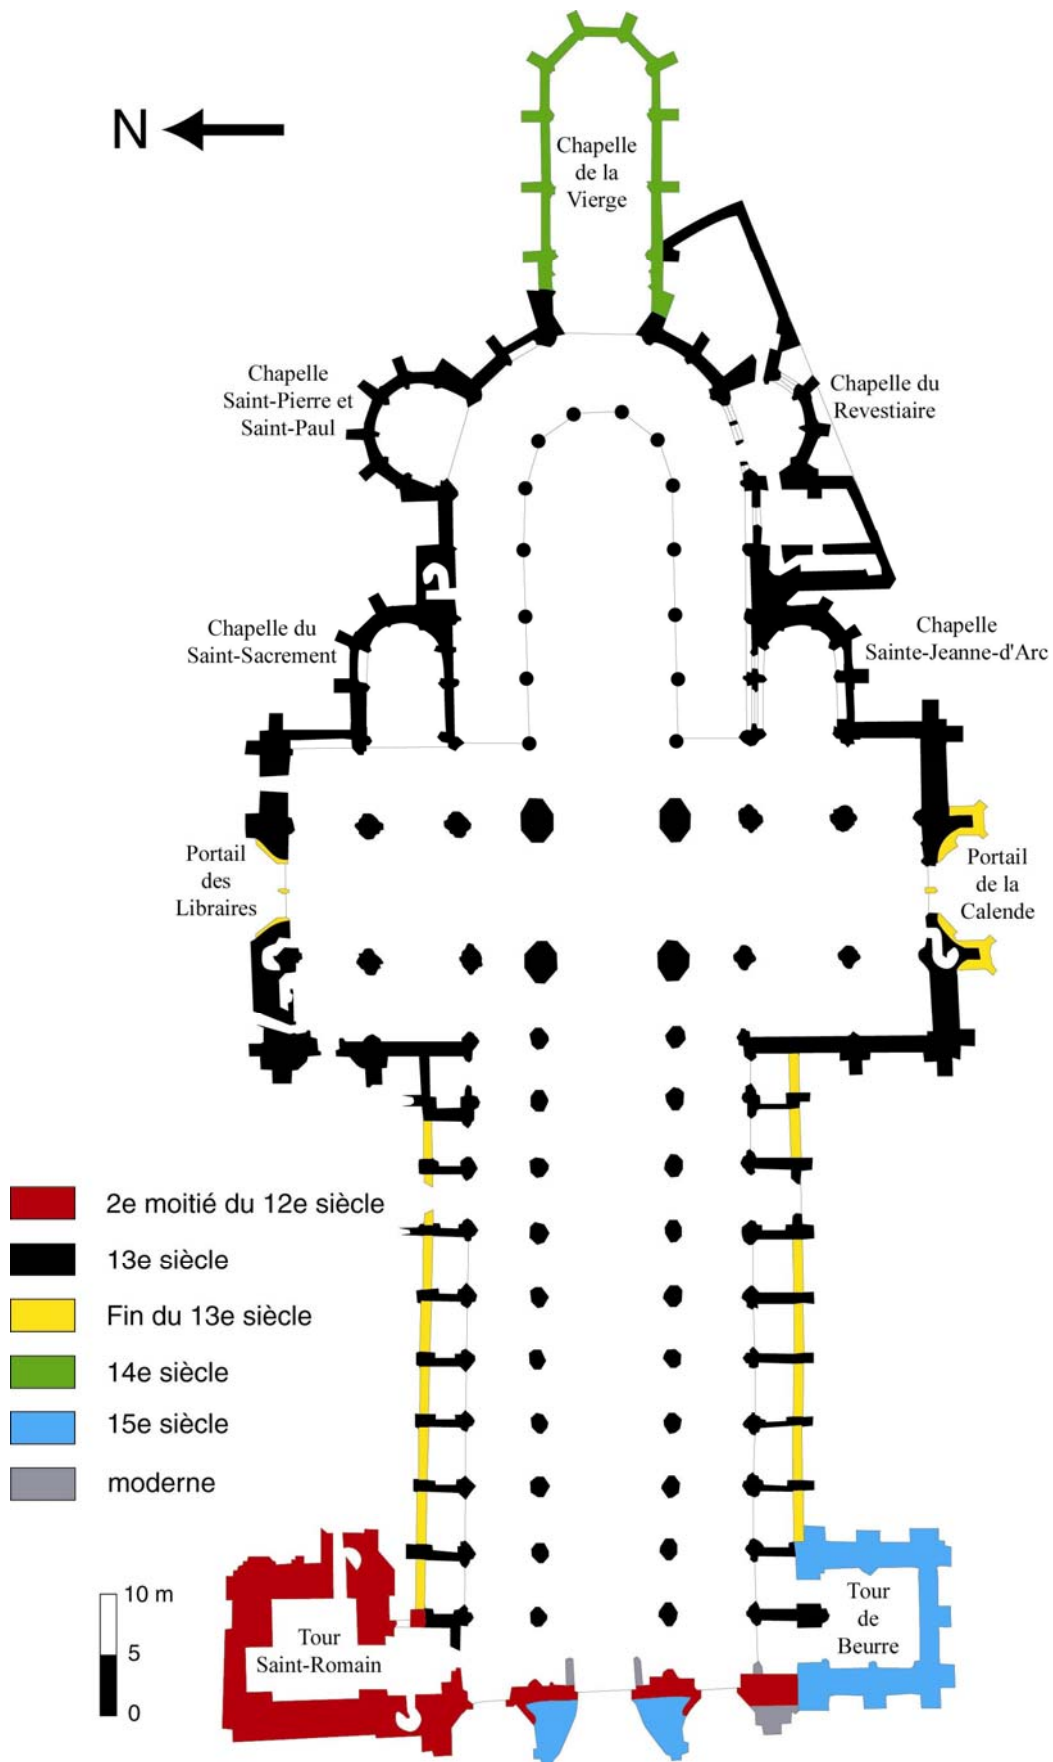 N
Chapelle
de la
Vierge
Chapelle
Saint-Pierre et
Saint-Paul
Chapelle du
Revestiaire
Chapelle du
Saint-Sacrement
Chapelle
Sainte-Jeanne-d'Arc
Portail
des
Libraires
Portail
de la
Calende
2e moitié du 12e siècle
13e siècle
Fin du 13e siècle
14e siècle
15e siècle
moderne
10 m
5
0
Tour
Saint-Romain
Tour
de
Beurre